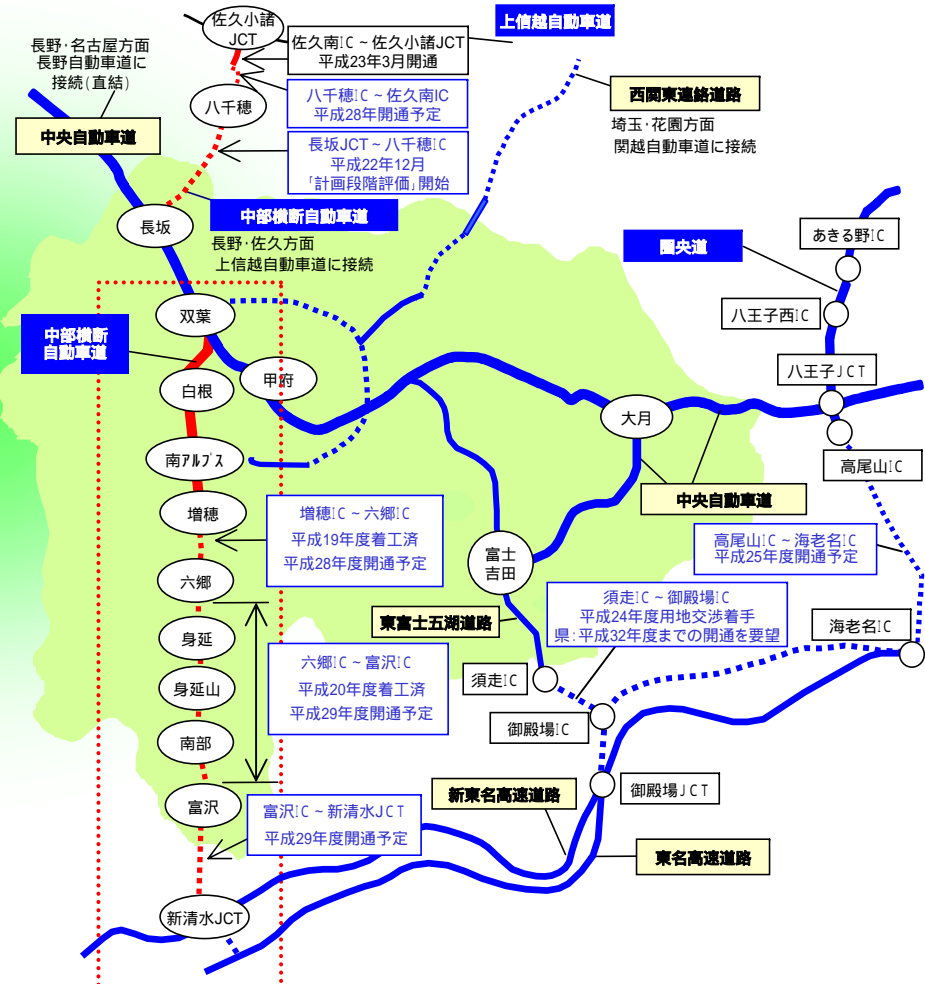 佐久小諸
JCT
上信越自動車道
長野・名古屋方面
長野自動車道に
接続(直結)
佐久南IC～佐久小諸JCT
平成23年3月開通
八千穂
八千穂IC～佐久南IC
平成28年開通予定
西関東連絡道路
埼玉・花園方面
関越自動車道に接続
中央自動車道
長坂JCT～八千穂IC
平成22年12月
「計画段階評価」開始
長坂
中部横断自動車道
長野・佐久方面
上信越自動車道に接続
圏央道
あきる野IC
双葉
八王子西IC
中部横断
自動車道
甲府
八王子JCT
白根
大月
南アルプス
高尾山IC
中央自動車道
増穂
増穂IC～六郷IC
平成19年度着工済
平成28年度開通予定
高尾山IC～海老名IC
平成25年度開通予定
富士
吉田
六郷
須走IC～御殿場IC
平成24年度用地交渉着手
県:平成32年度までの開通を要望
東富士五湖道路
海老名IC
身延
六郷IC～富沢IC
平成20年度着工済
平成29年度開通予定
須走IC
身延山
御殿場IC
南部
御殿場JCT
新東名高速道路
富沢
富沢IC～新清水JCT
平成29年度開通予定
東名高速道路
新清水JCT